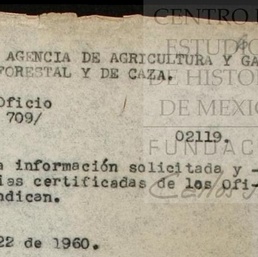 CENTRO
ESTUDIO
DE HISTOR
DE MEXIC
FUNDAC
AGENCIA DE AGRICULTURA Y GA
FORESTAL Y DE CAZA.
Oficio
709/
02119.
a información solicitada y -
ias certificadas de los Ofi-
ndican.
22 de 1960.